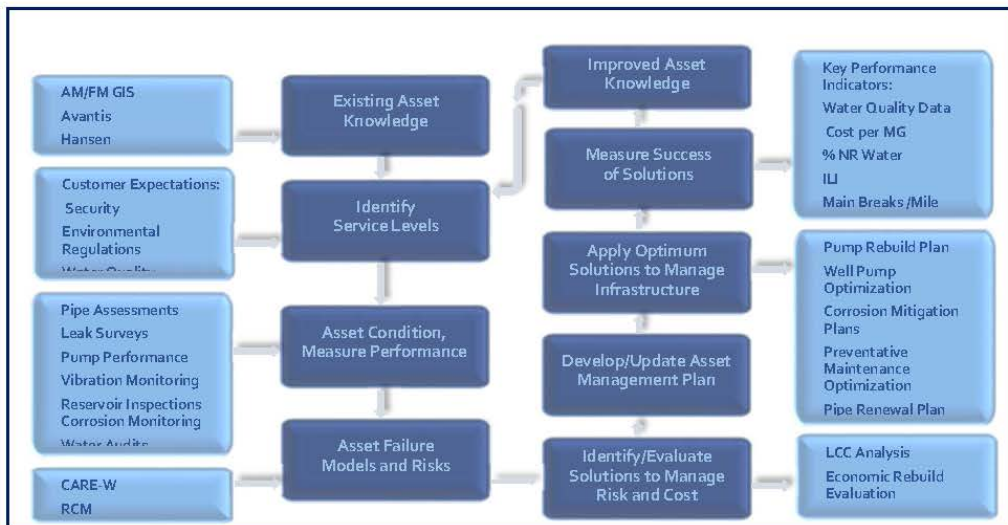 AM/FM GIS
Avantis
Hansen
Customer Expectations:
Security
Environmental
Regulations
Water Quality
Pipe Assessments
Leak Surveys
Pump Performance
Vibration Monitoring
Reservoir Inspections
Corrosion Monitoring
Water Audits
CARE-W
RCM
Existing Asset
Knowledge
Identify
Service Levels
Asset Condition,
Measure Performance
Asset Failure
Models and Risks
Improved Asset
Knowledge
Measure Success
of Solutions
Apply Optimum
Solutions to Manage
Infrastructure
Develop/Update Asset
Management Plan
Identify/Evaluate
Solutions to Manage
Risk and Cost
Key Performance
Indicators:
Water Quality Data
Cost per MG
% NR Water
ILI
Main Breaks /Mile
Pump Rebuild Plan
Well Pump
Optimization
Corrosion Mitigation
Plans
Preventative
Maintenance
Optimization
Pipe Renewal Plan
LCC Analysis
Economic Rebuild
Evaluation